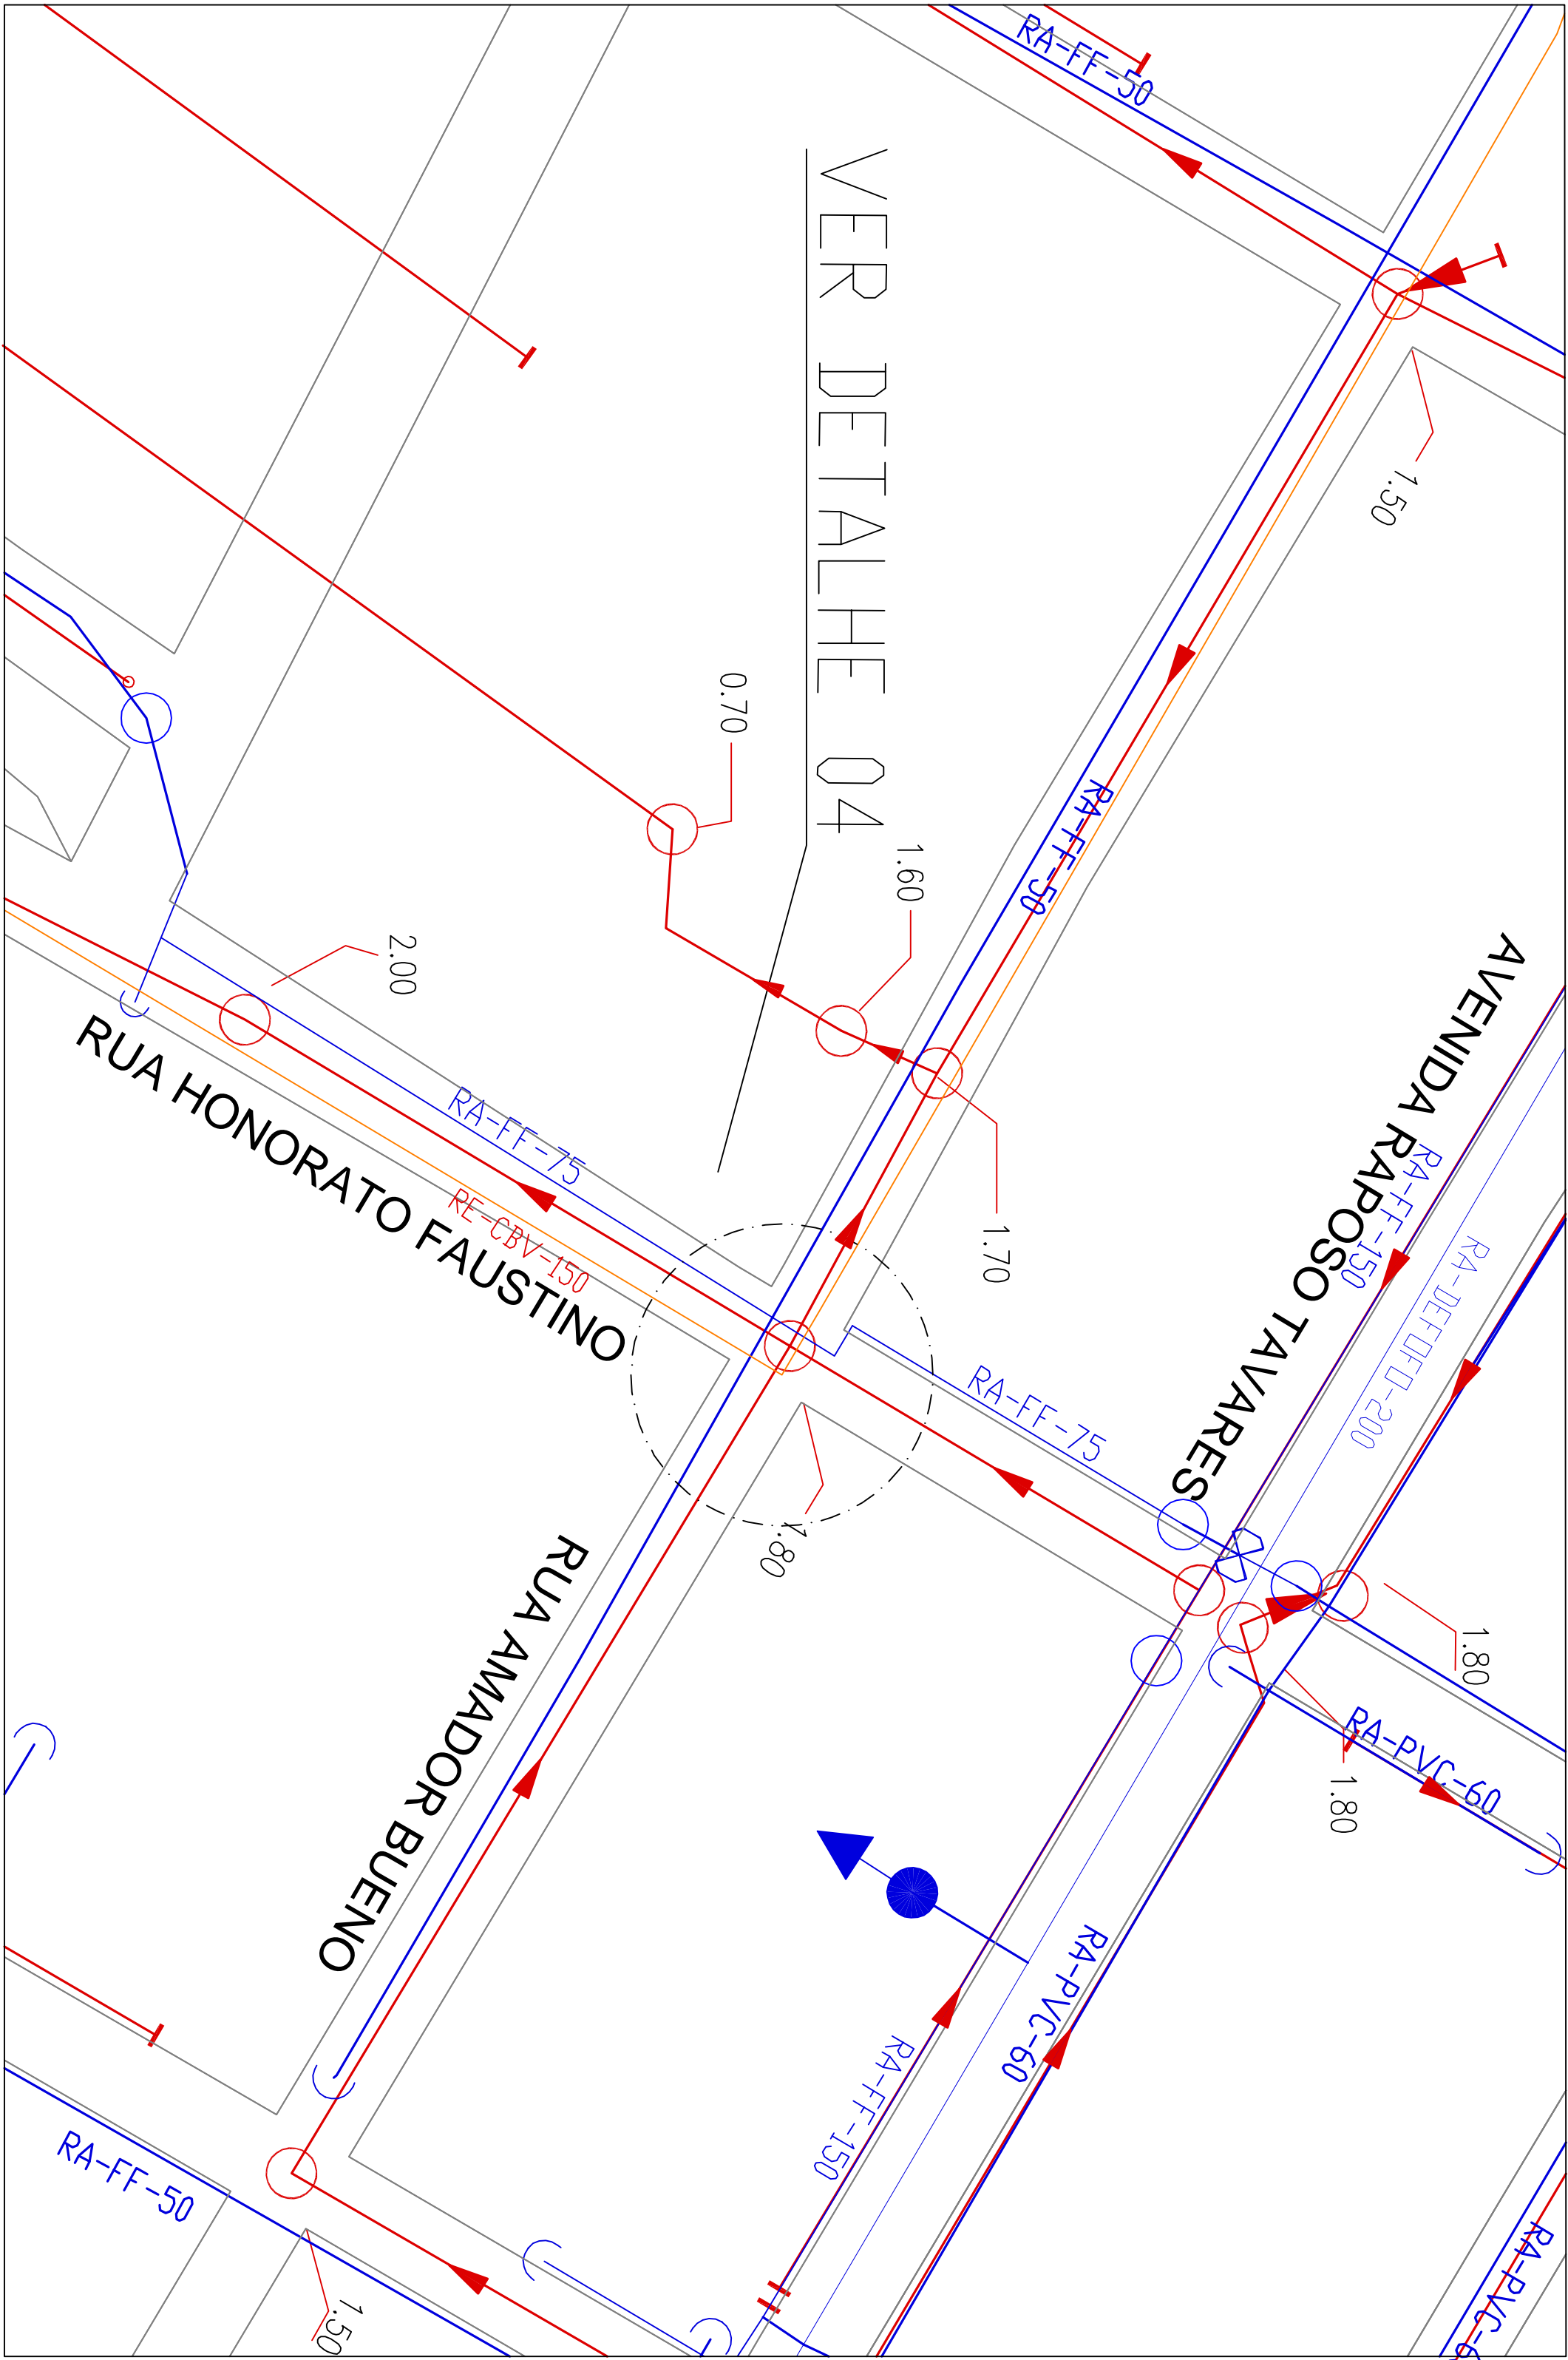 RA-FF-50
VER DETALHE 04
1.50
0.70
RA-FF-50
1.60
2.00
AVENIDA RAPOSO TAVARES
RUA HONORATO FAUSTINO
RA-FF-75
RA-FF-150
RE-CBV-150
1.70
RA-DEFOFO-200
RA-FF-75
1.80
RUA AMADOR BUENO
1.80
RA-PVC-60
1.80
RA-PVC-60
RA-FF-150
RA-FF-50
1.50